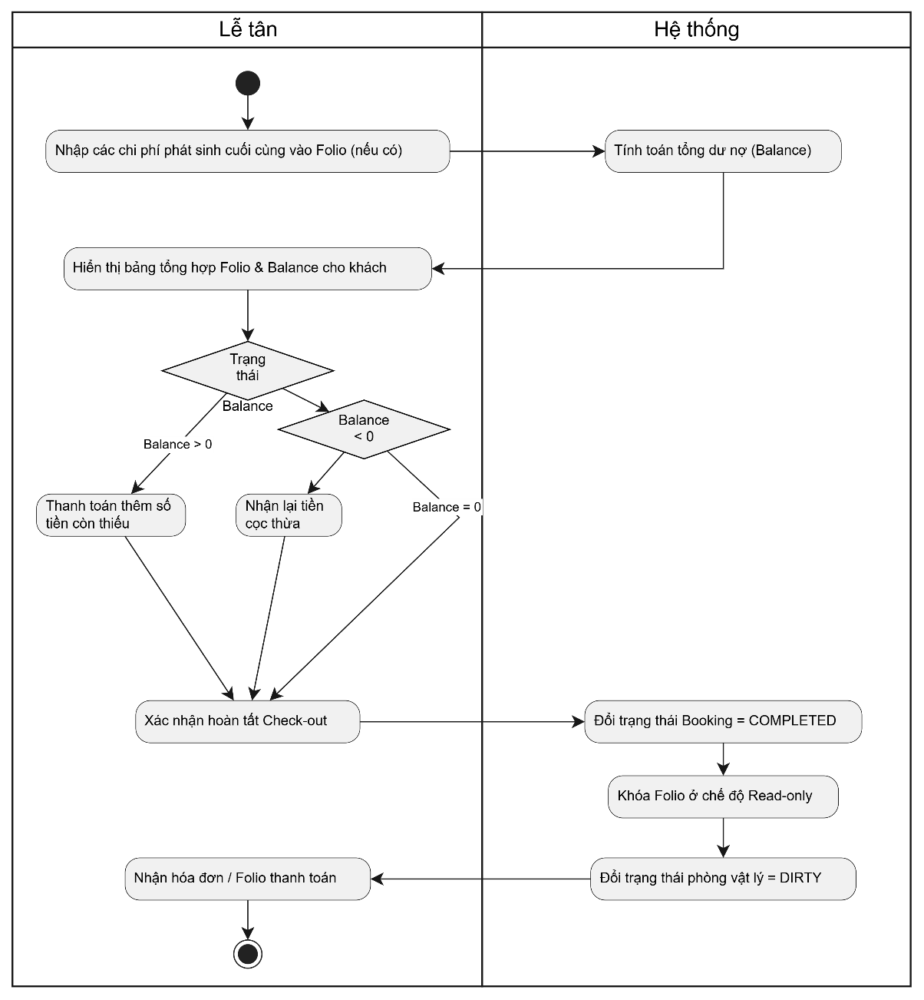 Lễ tân
Hệ thống
Nhập các chi phí phát sinh cuối cùng vào Folio (nếu có)
Tính toán tổng dư nợ (Balance)
Hiển thị bảng tổng hợp Folio & Balance cho khách
Trạng
thái
Balance
Balance
< 0
Balance > 0
Thanh toán thêm số
tiền còn thiếu
Nhận lại tiền
cọc thừa
Balance = 0
Xác nhận hoàn tất Check-out
Đổi trạng thái Booking = COMPLETED
Khóa Folio ở chế độ Read-only
Nhận hóa đơn / Folio thanh toán
Đổi trạng thái phòng vật lý = DIRTY